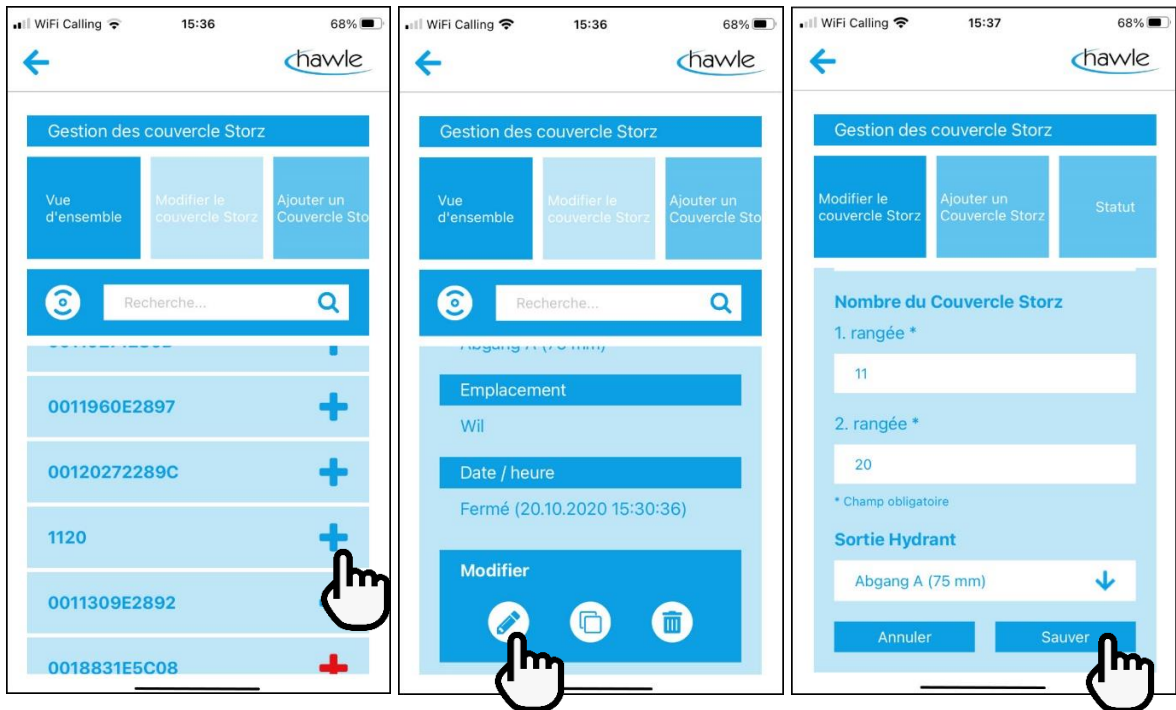 WiFi Calling 15:36 68%
hawle
Gestion des couvercle Storz
Vue
d'ensemble
Modifier le
couvercle Storz
Ajouter un
Couvercle Sto
Recherche...
0011960E2897
00120272289C
1120
0011309E2892
0018831E5C08
WiFi Calling 15:36 68%
hawle
Gestion des couvercle Storz
Vue
d'ensemble
Modifier le
couvercle Storz
Ajouter un
Couvercle Sto
Recherche...
Abgang A (75 mm)
Emplacement
Wil
Date / heure
Fermé (20.10.2020 15:30:36)
Modifier
WiFi Calling 15:37 68%
hawle
Gestion des couvercle Storz
Modifier le
couvercle Storz
Ajouter un
Couvercle Storz
Statut
Nombre du Couvercle Storz
1. rangée *
11
2. rangée *
20
* Champ obligatoire
Sortie Hydrant
Abgang A (75 mm)
Annuler Sauver